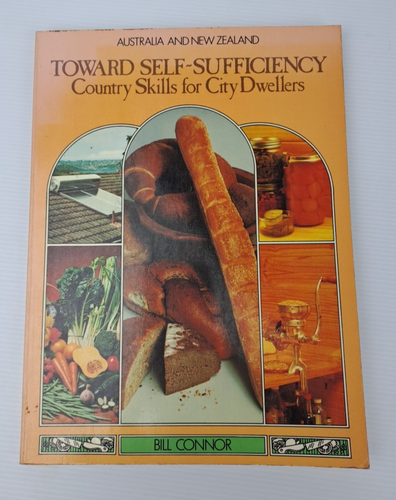 AUSTRALIA AND NEW ZEALAND
TOWARD SELF-SUFFICIENCY
Country Skills for City Dwellers
BILL CONNOR